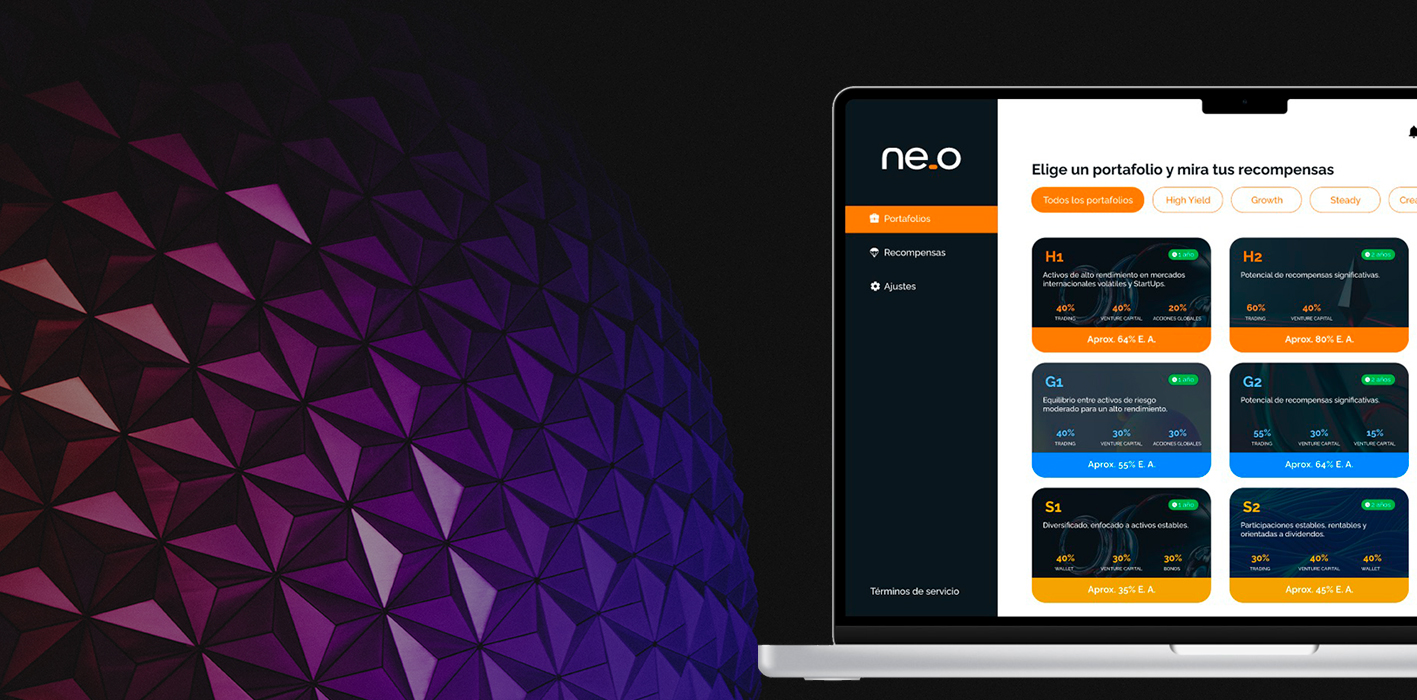 ne_o
Portafolios
Recompensas
Ajustes
Términos de servicio
Elige un portafolio y mira tus recompensas
Todos los portafolios
High Yield
Growth
Steady
H1
1 año
Activos de alto rendimiento en mercados
internacionales volátiles y StartUps.
40% 40% 20%
TRADING VENTURE CAPITAL ACCIONES GLOBALES
Aprox. 64% E. A.
H2
2 años
Potencial de recompensas significativas.
60% 40%
TRADING VENTURE CAPITAL
Aprox. 80% E. A.
G1
1 año
Equilibrio entre activos de riesgo
moderado para un alto rendimiento.
40% 30% 30%
TRADING VENTURE CAPITAL ACCIONES GLOBALES
Aprox. 55% E. A.
G2
2 años
Potencial de recompensas significativas.
55% 30% 15%
TRADING VENTURE CAPITAL VENTURE CAPITAL
Aprox. 64% E. A.
S1
1 año
Diversificado, enfocado a activos estables.
40% 30% 30%
WALLET VENTURE CAPITAL BONOS
Aprox. 35% E. A.
S2
2 años
Participaciones estables, rentables y
orientadas a dividendos.
30% 40% 40%
TRADING VENTURE CAPITAL WALLET
Aprox. 45% E. A.